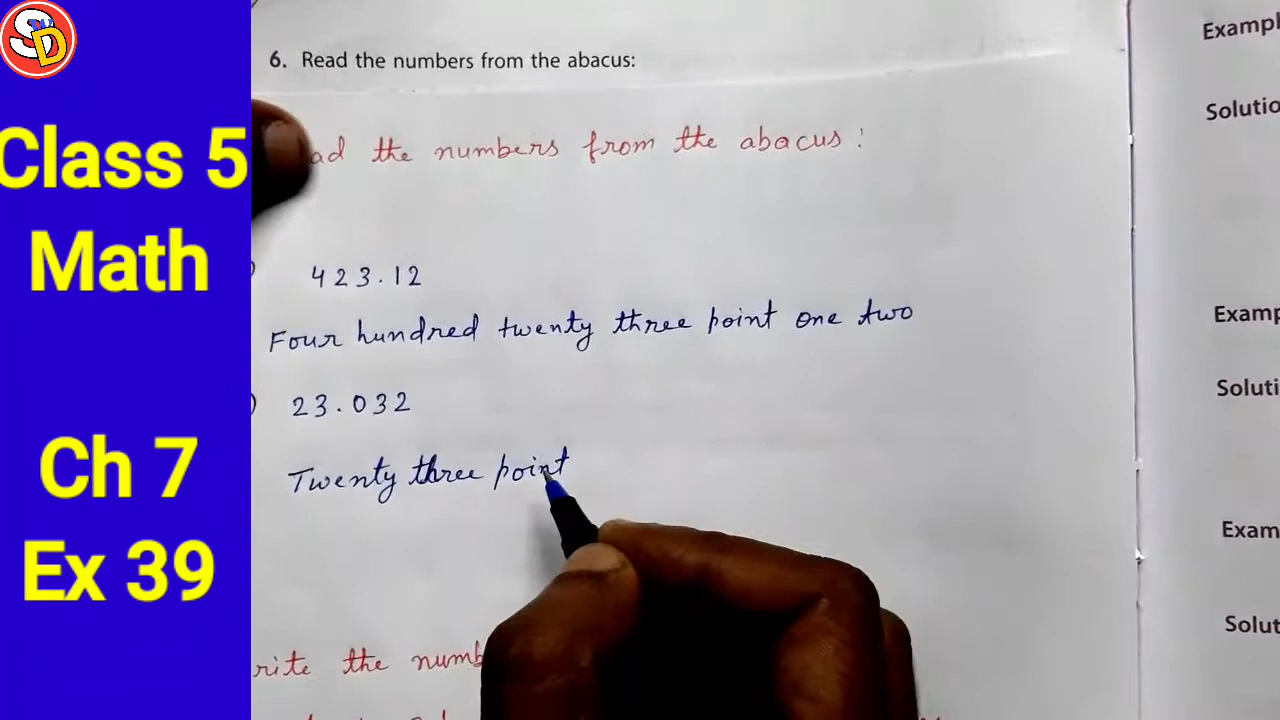 SD
Class 5
Math
Ch 7
Ex 39
6. Read the numbers from the abacus:
ad the numbers from the abacus :
) 423.12
Four hundred twenty three point one two
) 23.032
Twenty three point
rite the numb
Exampl
Solutio
Examp
Soluti
Exam
Solut